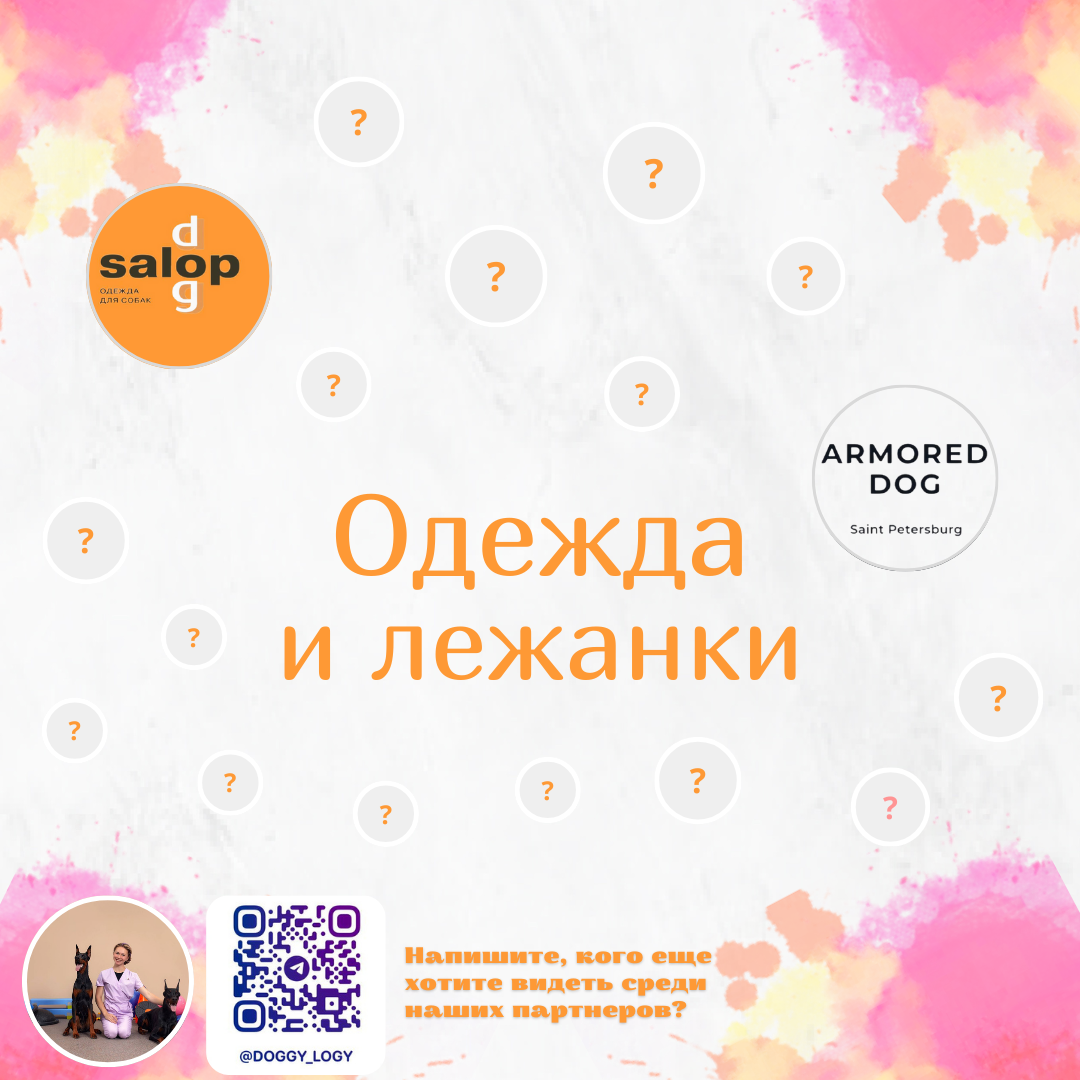 ?
?
?
?
d
salop
g
ОДЕЖДА
ДЛЯ СОБАК
?
?
ARMORED
DOG
Saint Petersburg
Одежда
и лежанки
?
?
?
?
?
?
?
?
?
Напишите, кого еще
хотите видеть среди
наших партнеров?
@DOGGY_LOGY